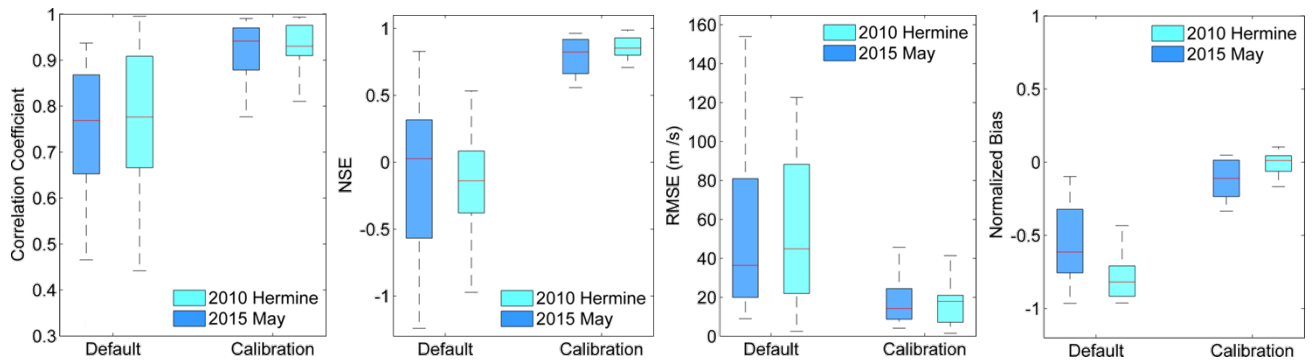 Correlation Coefficient
1
0.9
0.8
0.7
0.6
0.5
0.4
0.3
2010 Hermine
2015 May
Default
Calibration
NSE
1
0.5
0
-0.5
-1
2010 Hermine
2015 May
Default
Calibration
RMSE (m /s)
160
140
120
100
80
60
40
20
0
2010 Hermine
2015 May
Default
Calibration
Normalized Bias
1
0.5
0
-0.5
-1
2010 Hermine
2015 May
Default
Calibration